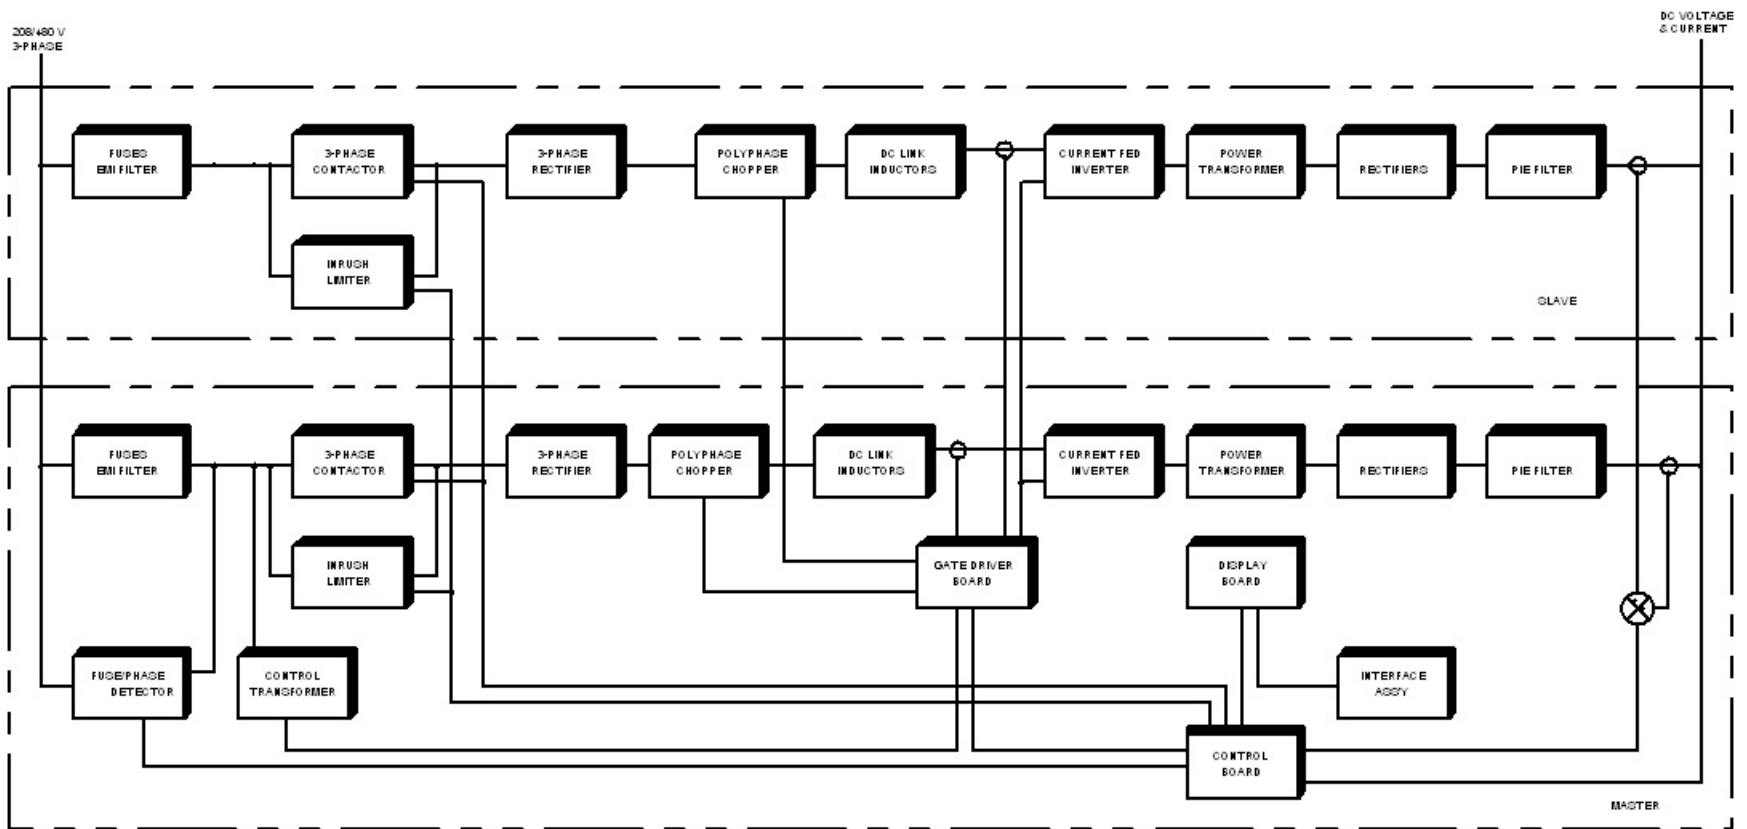 208/480 V
3-PHASE
DC VOLTAGE
& CURRENT
FUSES
EMI FILTER
3-PHASE
CONTACTOR
3-PHASE
RECTIFIER
POLYPHASE
CHOPPER
DC LINK
INDUCTORS
CURRENT FED
INVERTER
POWER
TRANSFORMER
RECTIFIERS
PIE FILTER
INRUSH
LIMITER
SLAVE
FUSES
EMI FILTER
3-PHASE
CONTACTOR
3-PHASE
RECTIFIER
POLYPHASE
CHOPPER
DC LINK
INDUCTORS
CURRENT FED
INVERTER
POWER
TRANSFORMER
RECTIFIERS
PIE FILTER
INRUSH
LIMITER
GATE DRIVER
BOARD
DISPLAY
BOARD
FUSE/PHASE
DETECTOR
CONTROL
TRANSFORMER
INTERFACE
ASS'Y
CONTROL
BOARD
MASTER